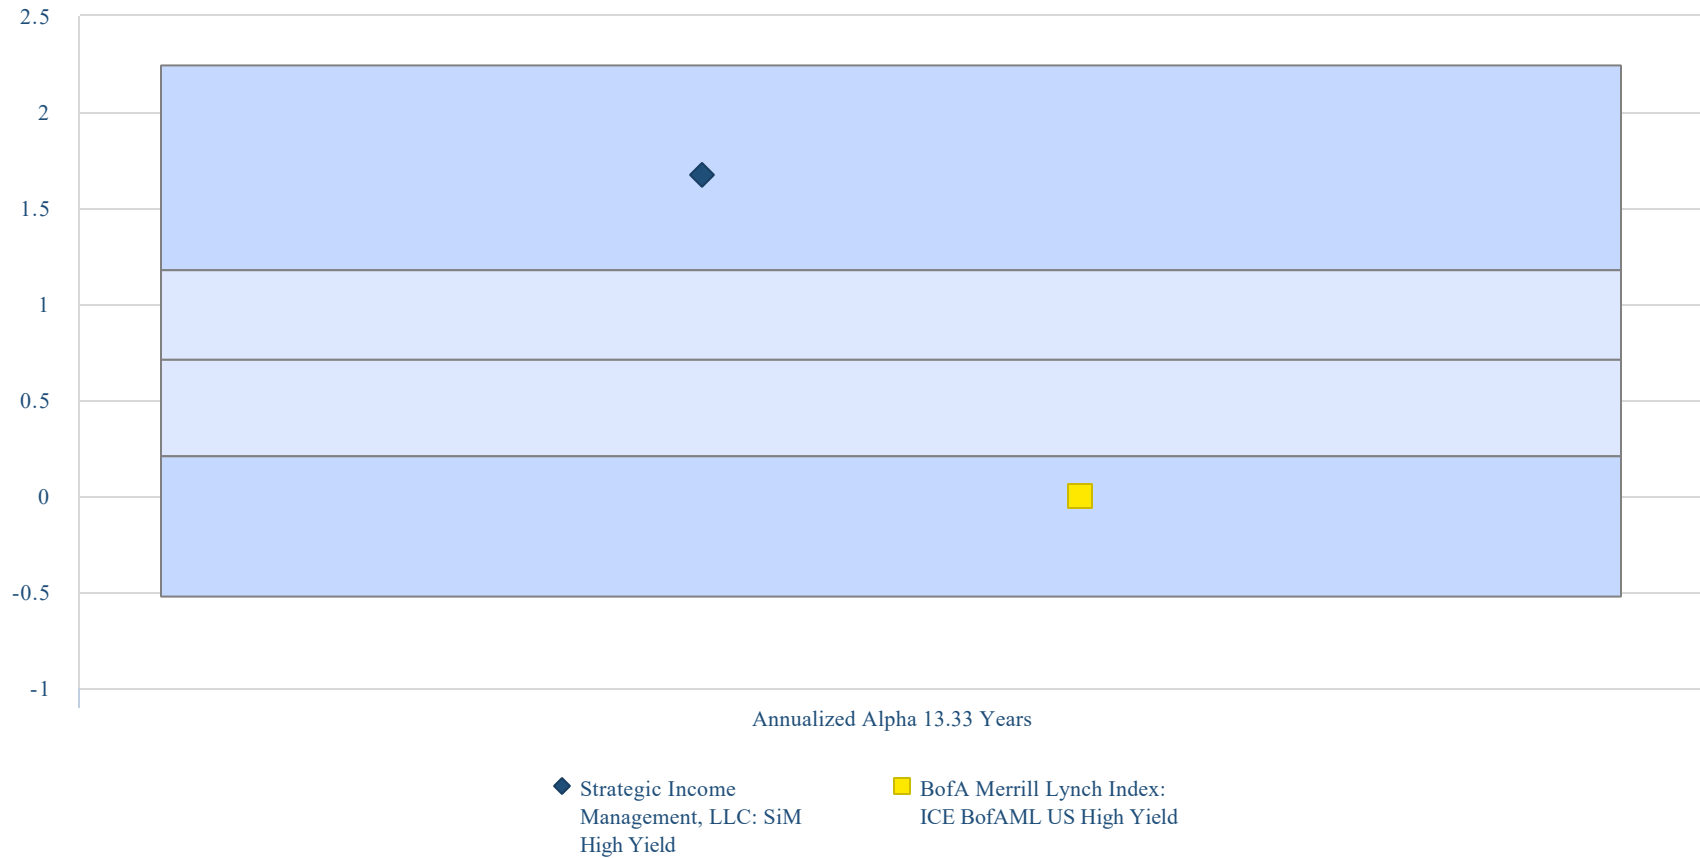 2.5
2
1.5
1
0.5
0
-0.5
-1
Annualized Alpha 13.33 Years
Strategic Income
Management, LLC: SiM
High Yield
BofA Merrill Lynch Index:
ICE BofAML US High Yield